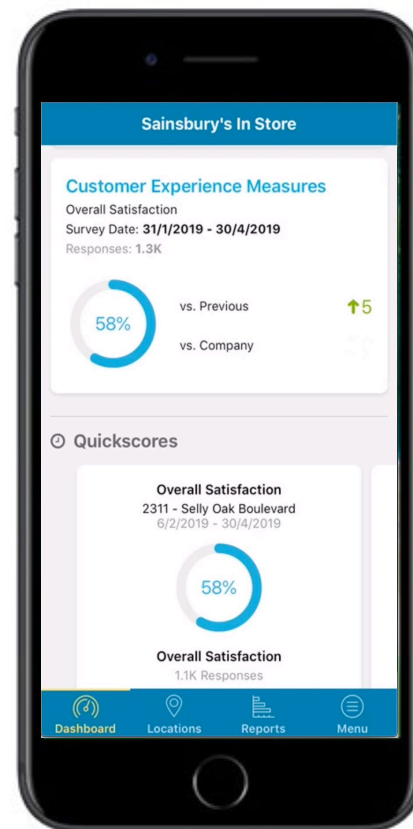 Sainsbury's In Store
Customer Experience Measures
Overall Satisfaction
Survey Date: 31/1/2019 - 30/4/2019
Responses: 1.3K
58%
vs. Previous
↑5
vs. Company
Quickscores
Overall Satisfaction
2311 - Selly Oak Boulevard
6/2/2019 - 30/4/2019
58%
Overall Satisfaction
1.1K Responses
Dashboard Locations Reports Menu